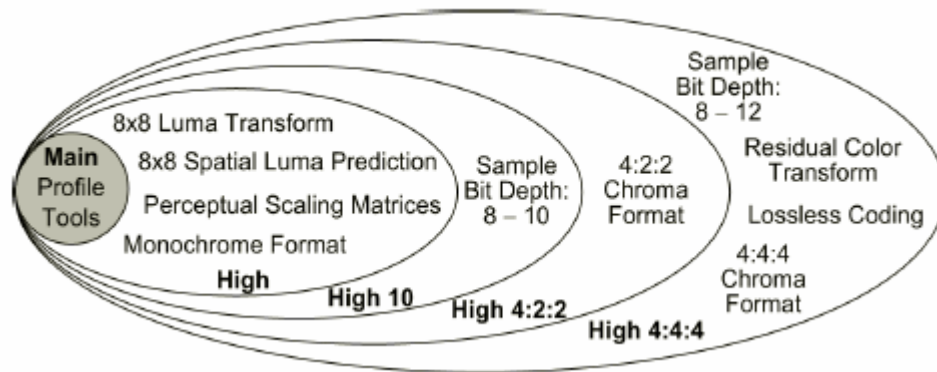 Main
Profile
Tools
8x8 Luma Transform
8x8 Spatial Luma Prediction
Perceptual Scaling Matrices
Monochrome Format
High
Sample
Bit Depth:
8 – 10
High 10
4:2:2
Chroma
Format
High 4:2:2
Sample
Bit Depth:
8 – 12
Residual Color
Transform
Lossless Coding
4:4:4
Chroma
Format
High 4:4:4